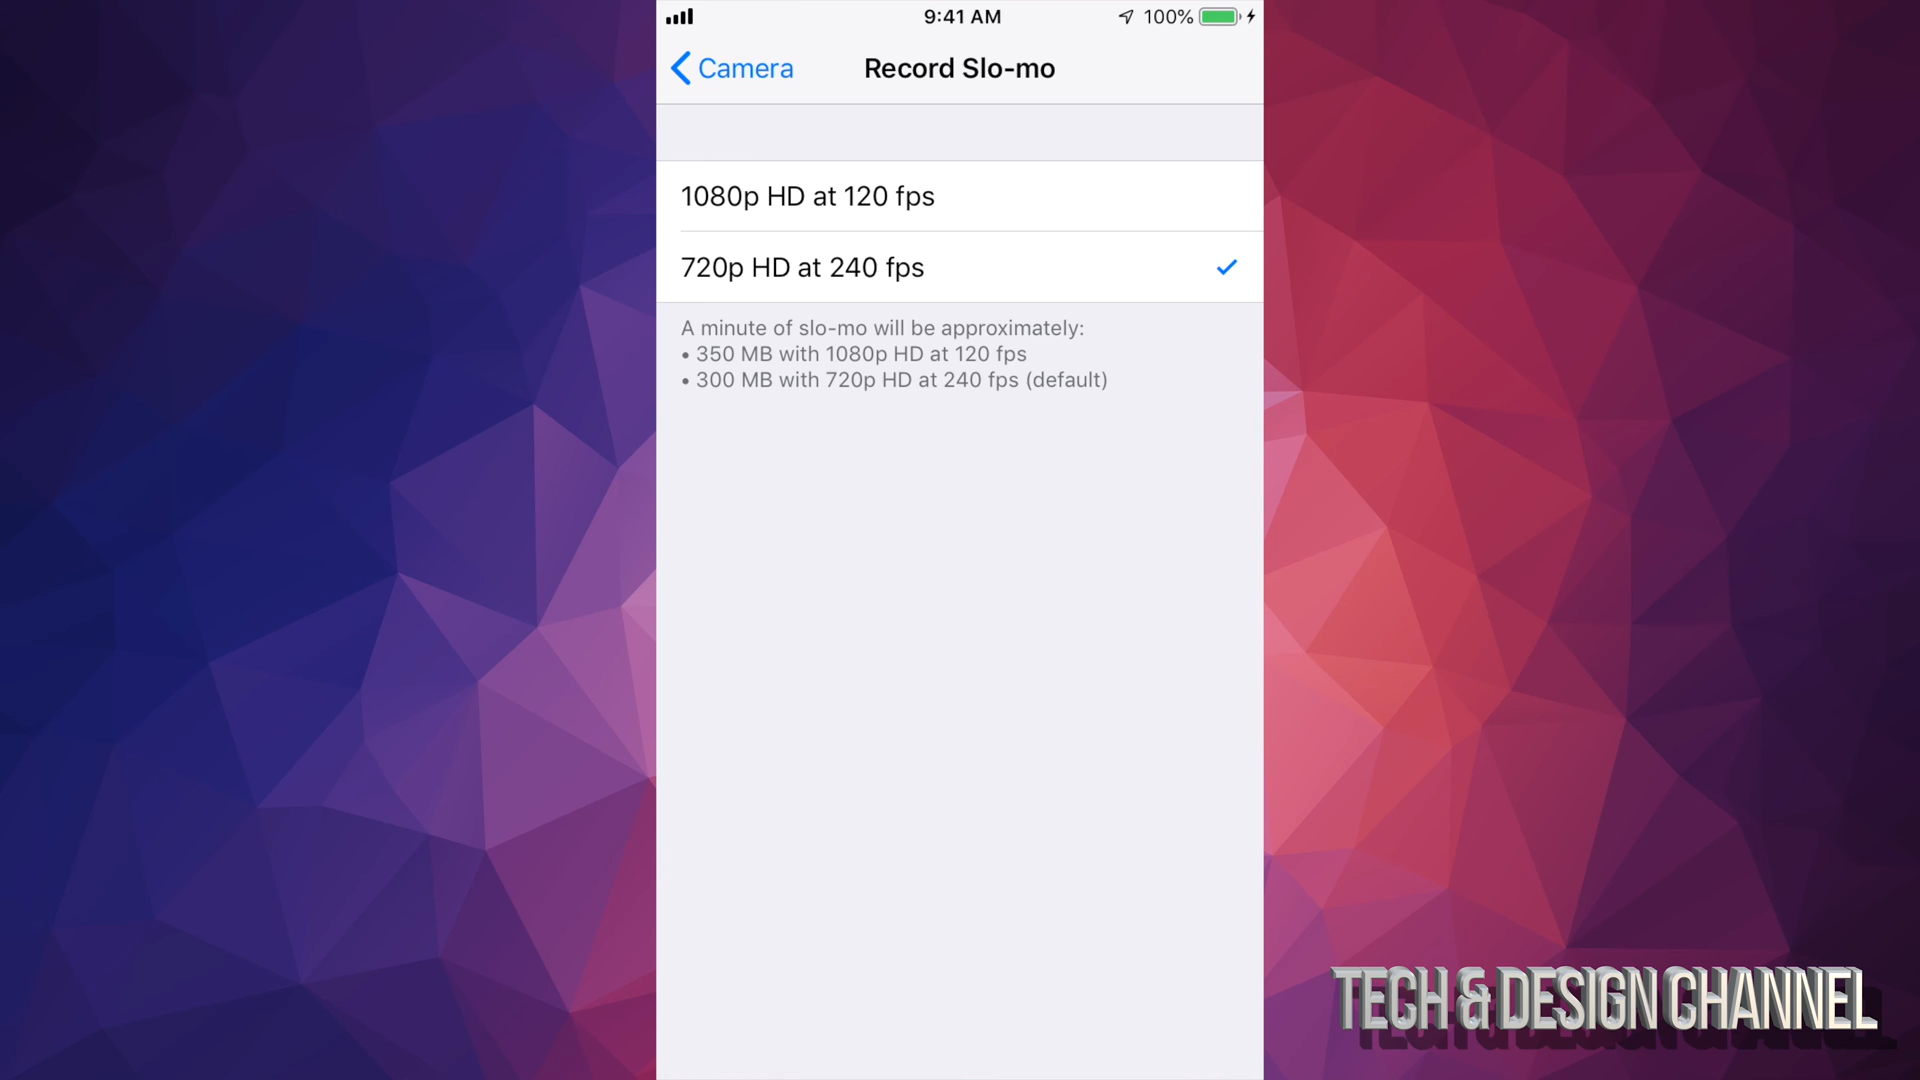 9:41 AM
100%
Camera
Record Slo-mo
1080p HD at 120 fps
720p HD at 240 fps
A minute of slo-mo will be approximately:
• 350 MB with 1080p HD at 120 fps
• 300 MB with 720p HD at 240 fps (default)
TECH & DESIGN CHANNEL